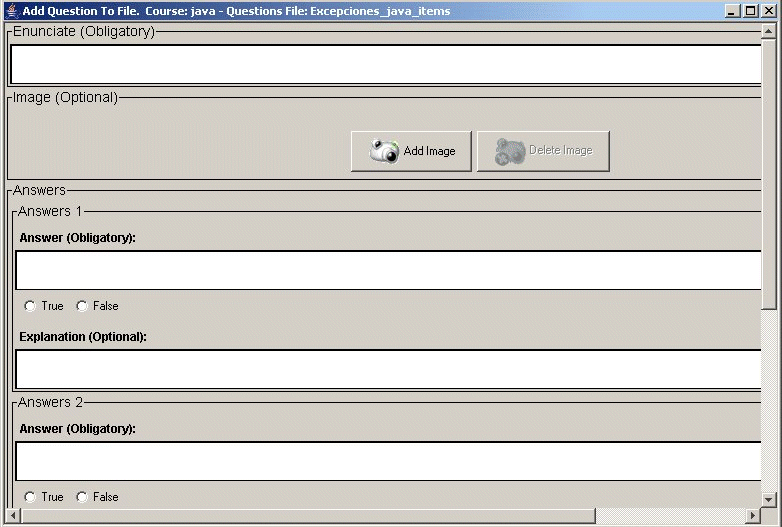 Add Question To File.  Course: java - Questions File: Excepciones_java_items
Enunciate (Obligatory)
Image (Optional)
Add Image
Delete Image
Answers
Answers 1
Answer (Obligatory):
True
False
Explanation (Optional):
Answers 2
Answer (Obligatory):
True
False